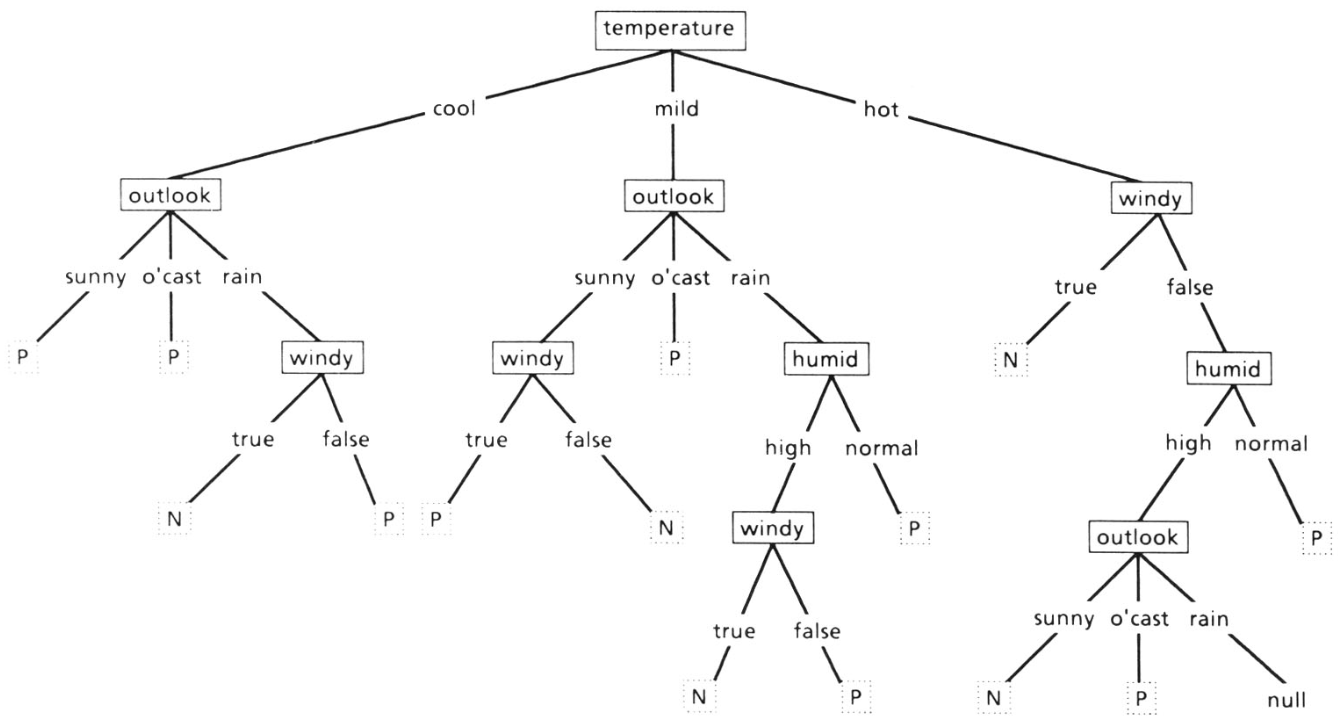 temperature
cool mild hot
outlook outlook windy
sunny o'cast rain sunny o'cast rain true false
P P windy windy P humid N humid
true false true false high normal high normal
N P P N windy P outlook P
true false sunny o'cast rain
N P N P null